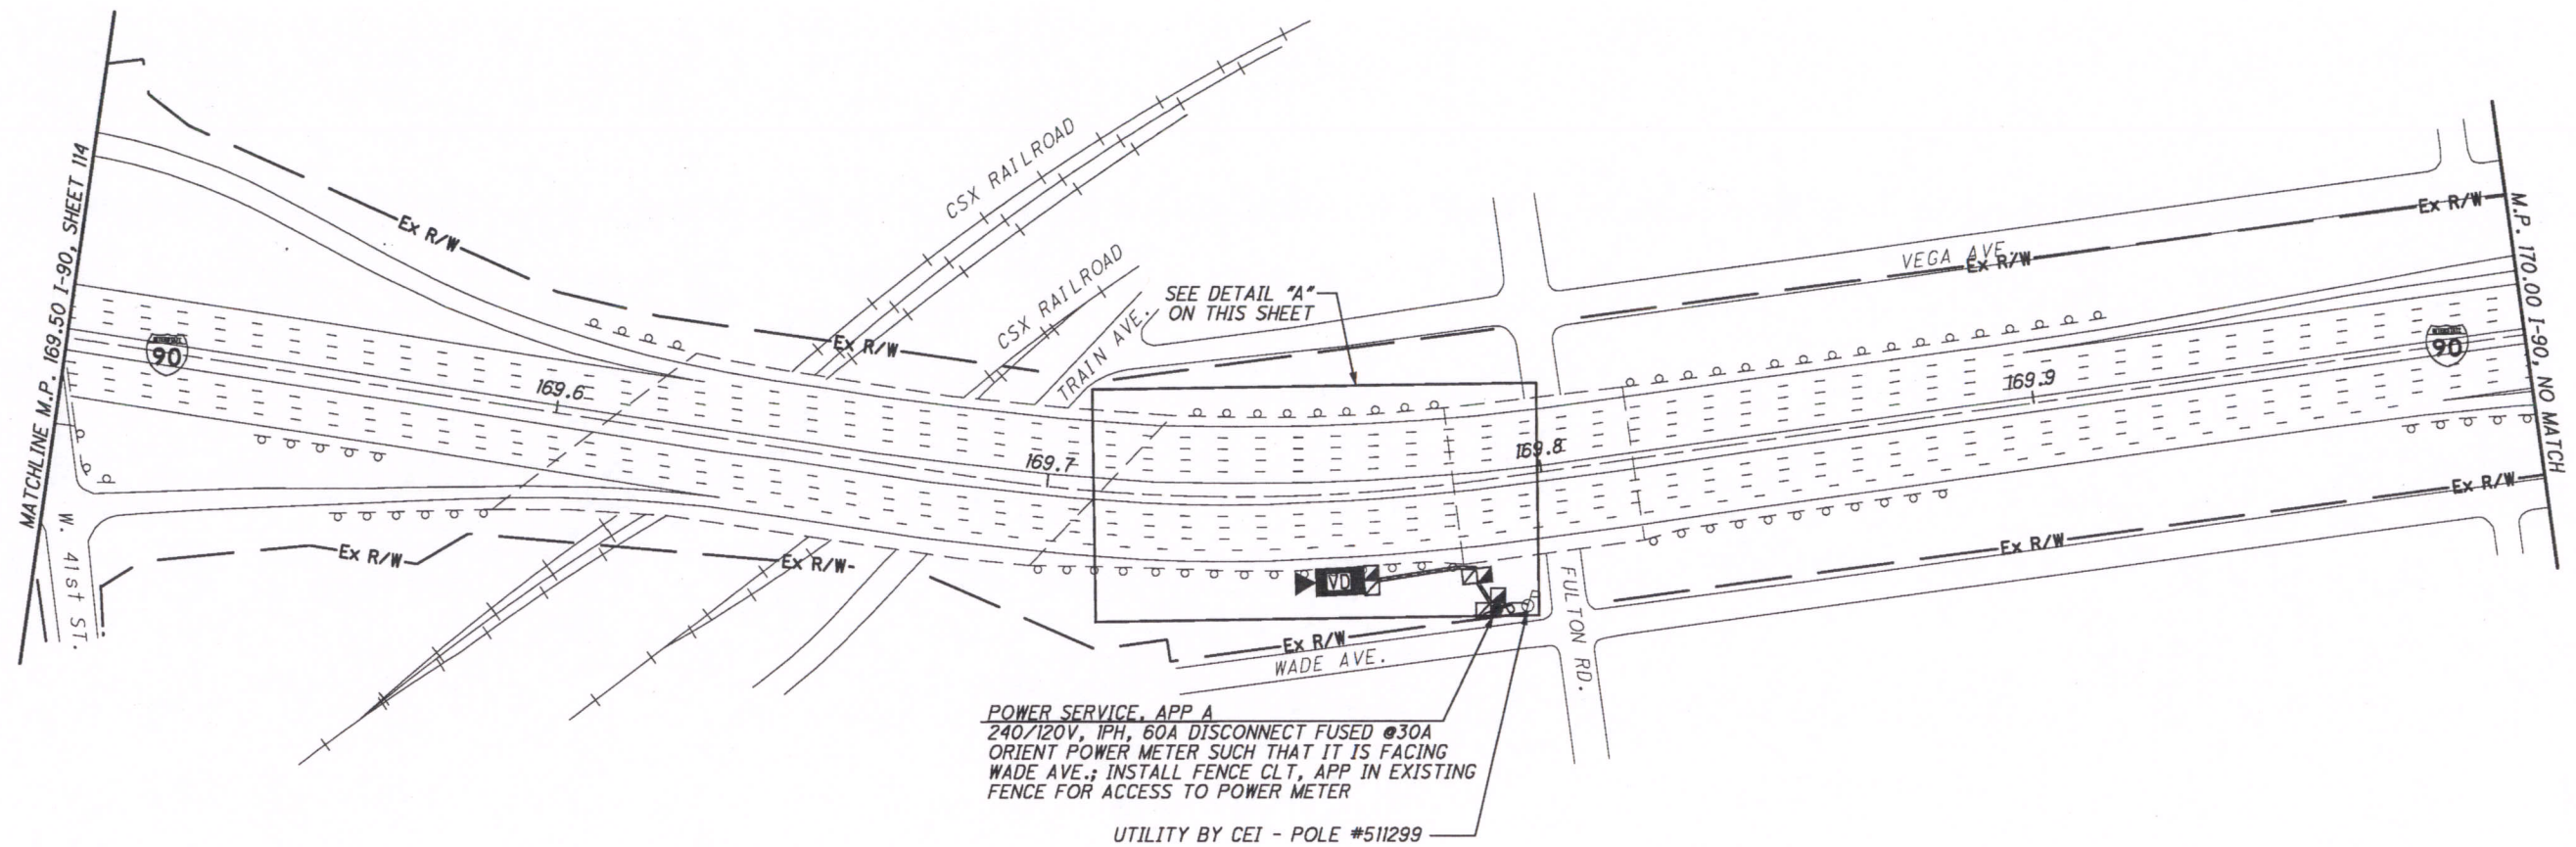 MATCHLINE M.P. 169.50 I-90, SHEET 114
Ex R/W
CSX RAILROAD
CSX RAILROAD
TRAIN AVE.
Ex R/W
SEE DETAIL "A"
ON THIS SHEET
VEGA AVE.
Ex R/W
Ex R/W
M.P. 170.00 I-90, NO MATCH
90
169.6
169.7
169.8
169.9
90
W. 41st ST.
Ex R/W
Ex R/W
VD
Ex R/W
WADE AVE.
FULTON RD.
Ex R/W
Ex R/W
POWER SERVICE, APP A
240/120V, 1PH, 60A DISCONNECT FUSED @30A
ORIENT POWER METER SUCH THAT IT IS FACING
WADE AVE.; INSTALL FENCE CLT, APP IN EXISTING
FENCE FOR ACCESS TO POWER METER
UTILITY BY CEI - POLE #511299